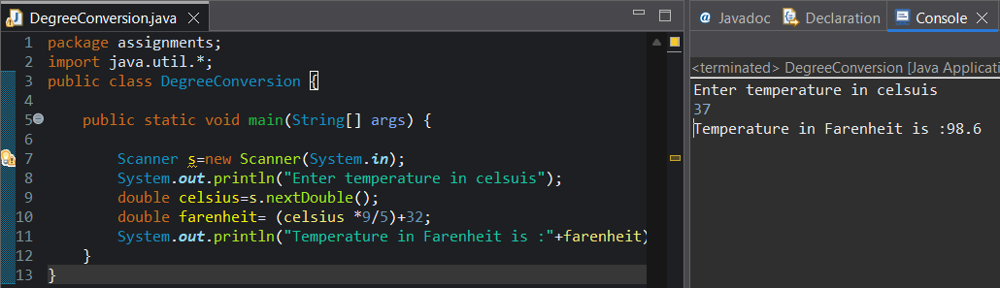 DegreeConversion.java
1 package assignments;
2 import java.util.*;
3 public class DegreeConversion {
4
5 public static void main(String[] args) {
6
7 Scanner s=new Scanner(System.in);
8 System.out.println("Enter temperature in celsuis");
9 double celsius=s.nextDouble();
10 double farenheit= (celsius *9/5)+32;
11 System.out.println("Temperature in Farenheit is :"+farenheit)
12 }
13 }
@ Javadoc Declaration Console
<terminated> DegreeConversion [Java Applicati
Enter temperature in celsuis
37
Temperature in Farenheit is :98.6